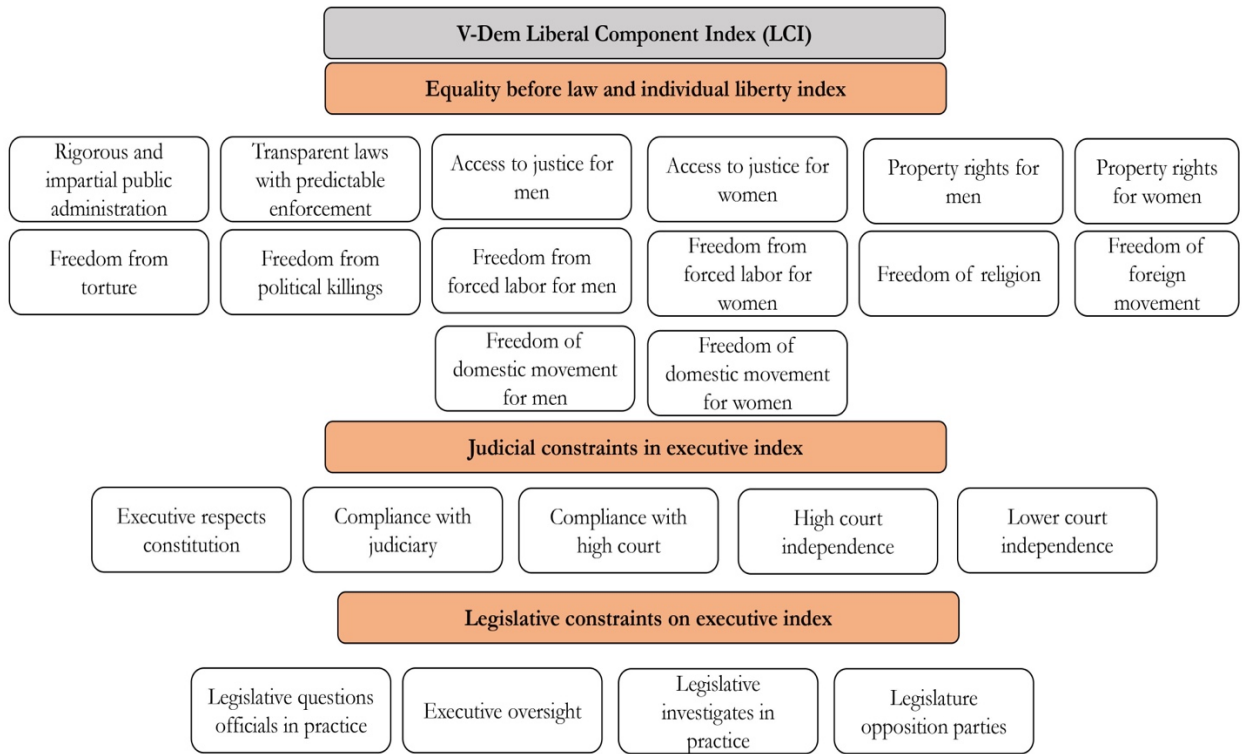 V-Dem Liberal Component Index (LCI)
Equality before law and individual liberty index
Rigorous and
impartial public
administration
Transparent laws
with predictable
enforcement
Access to justice for
men
Access to justice for
women
Property rights for
men
Property rights
for women
Freedom from
torture
Freedom from
political killings
Freedom from
forced labor for men
Freedom from
forced labor for
women
Freedom of religion
Freedom of
foreign
movement
Freedom of
domestic movement
for men
Freedom of
domestic movement
for women
Judicial constraints in executive index
Executive respects
constitution
Compliance with
judiciary
Compliance with
high court
High court
independence
Lower court
independence
Legislative constraints on executive index
Legislative questions
officials in practice
Executive oversight
Legislative
investigates in
practice
Legislature
opposition parties